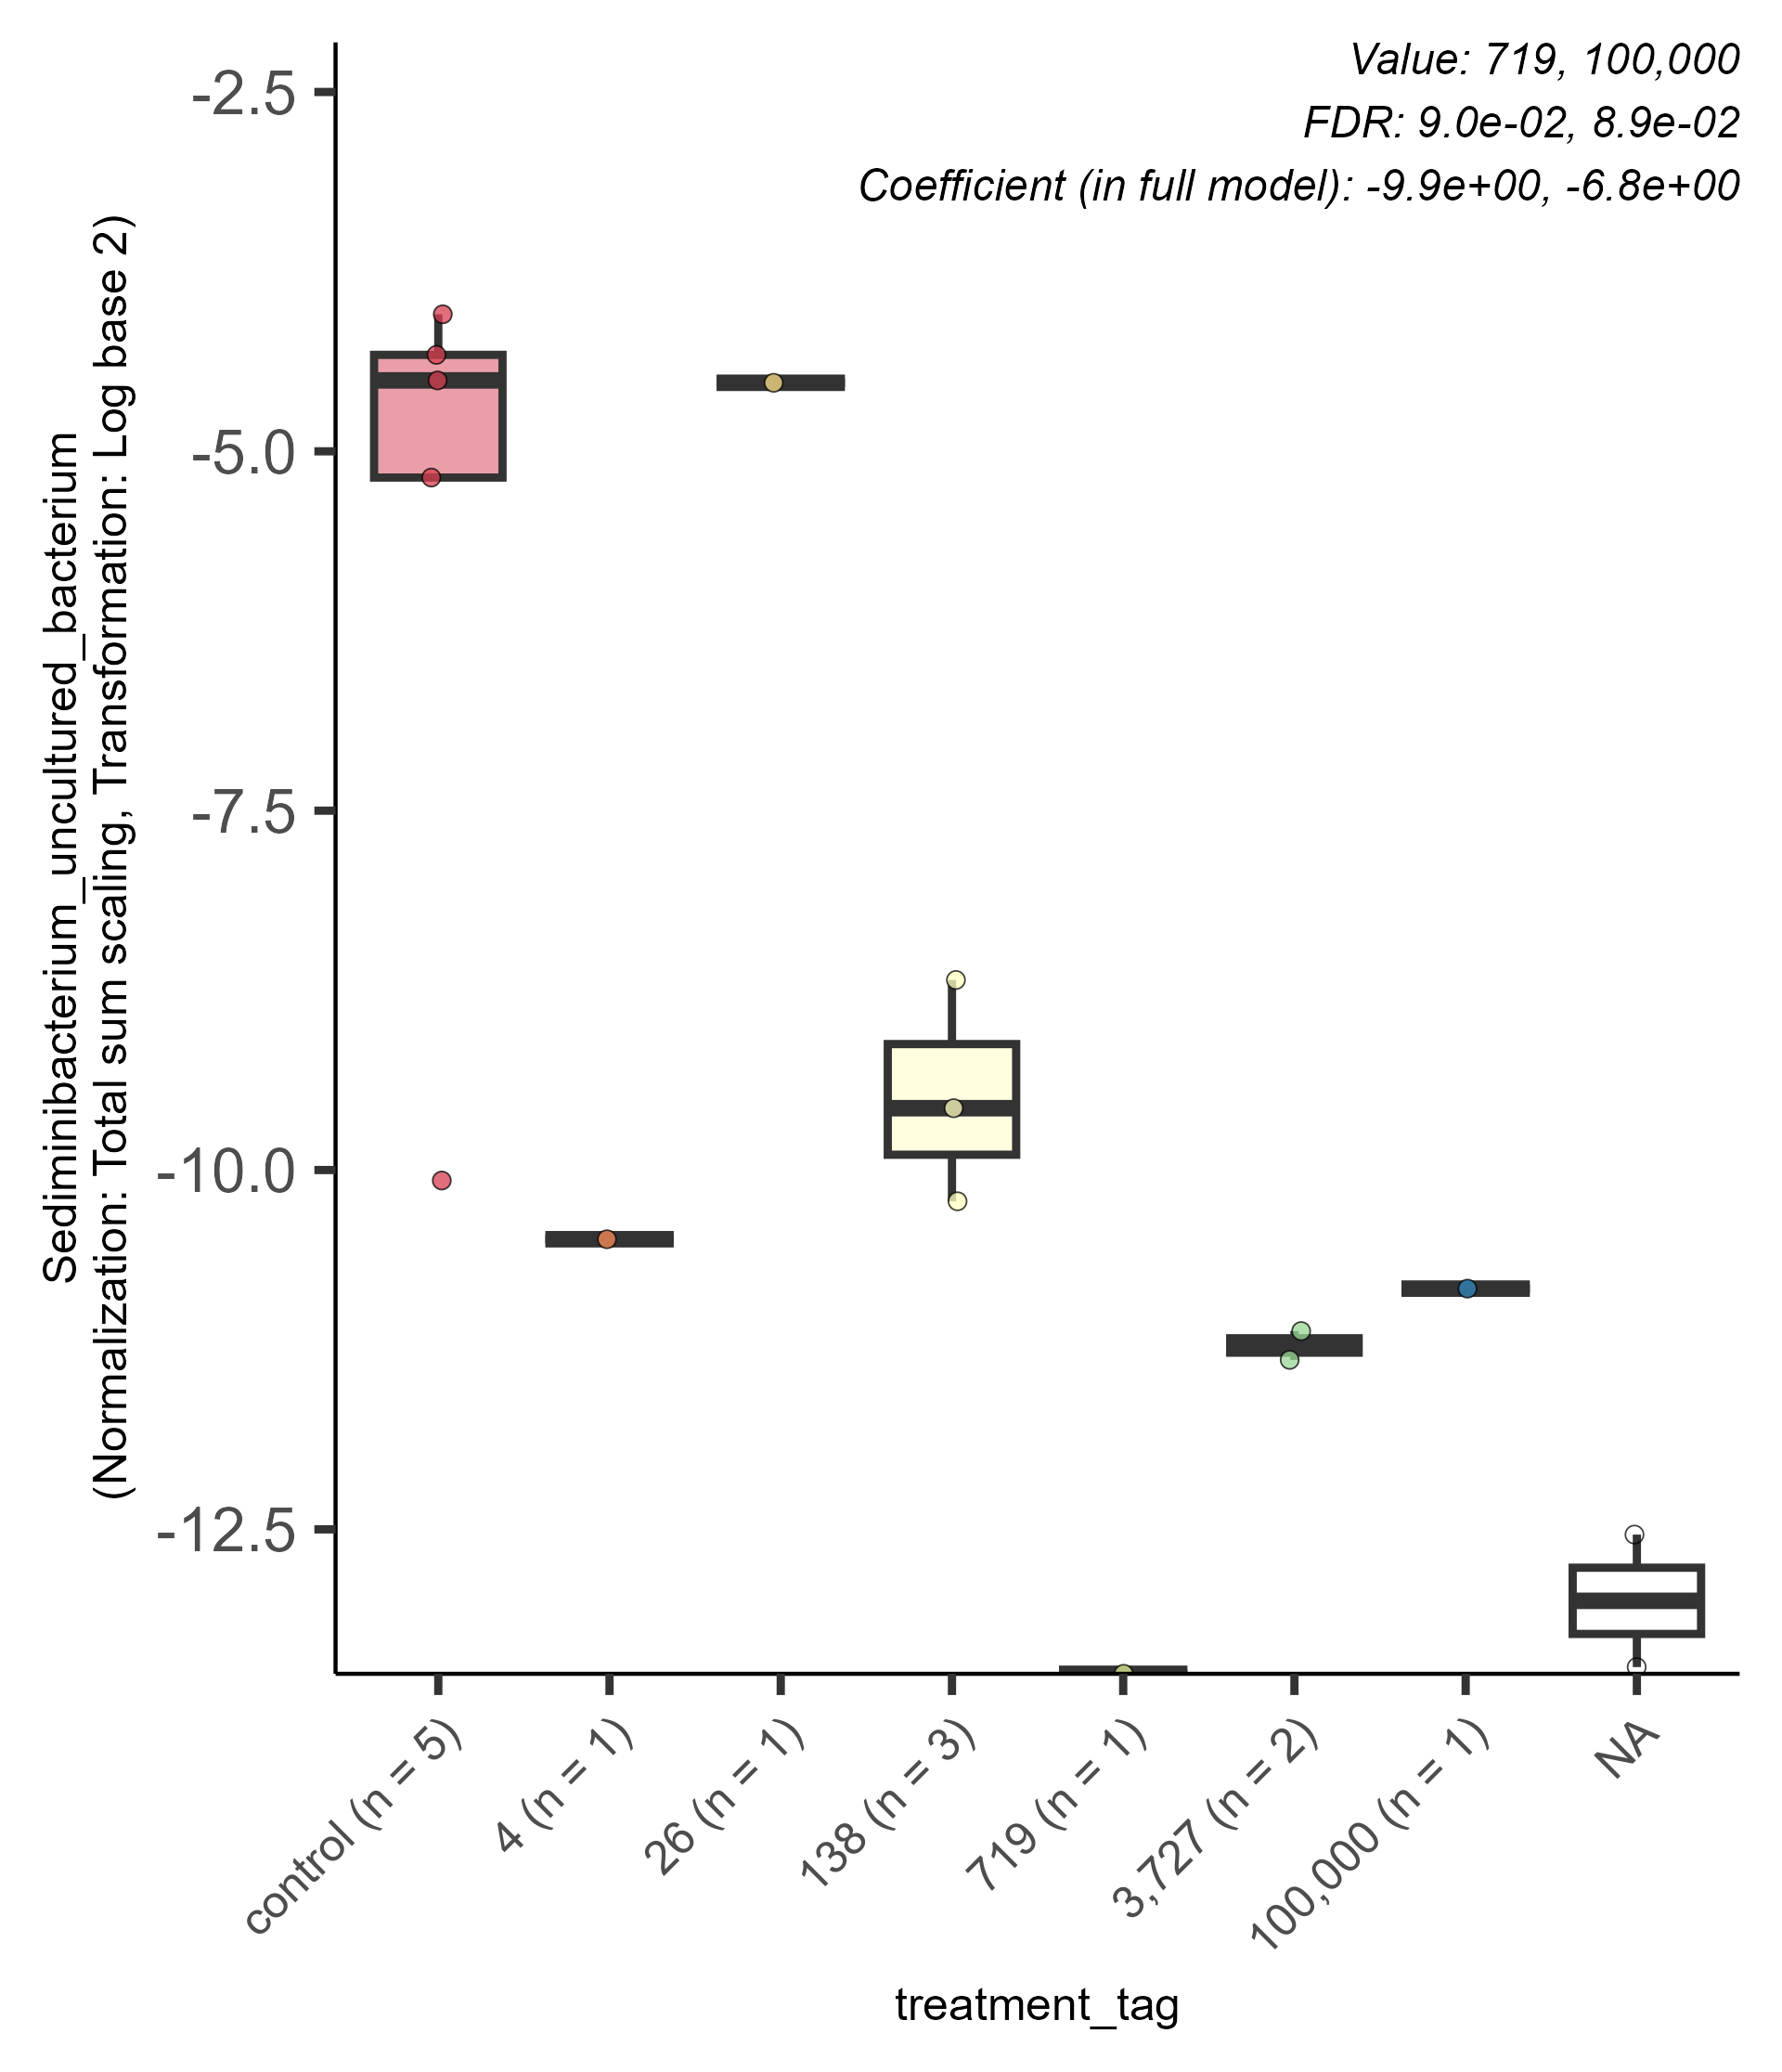 Value: 719, 100,000
FDR: 9.0e-02, 8.9e-02
Coefficient (in full model): -9.9e+00, -6.8e+00
Sediminibacterium_uncultured_bacterium
(Normalization: Total sum scaling, Transformation: Log base 2)
-2.5
-5.0
-7.5
-10.0
-12.5
control (n = 5)
4 (n = 1)
26 (n = 1)
138 (n = 3)
719 (n = 1)
3,727 (n = 2)
100,000 (n = 1)
NA
treatment_tag